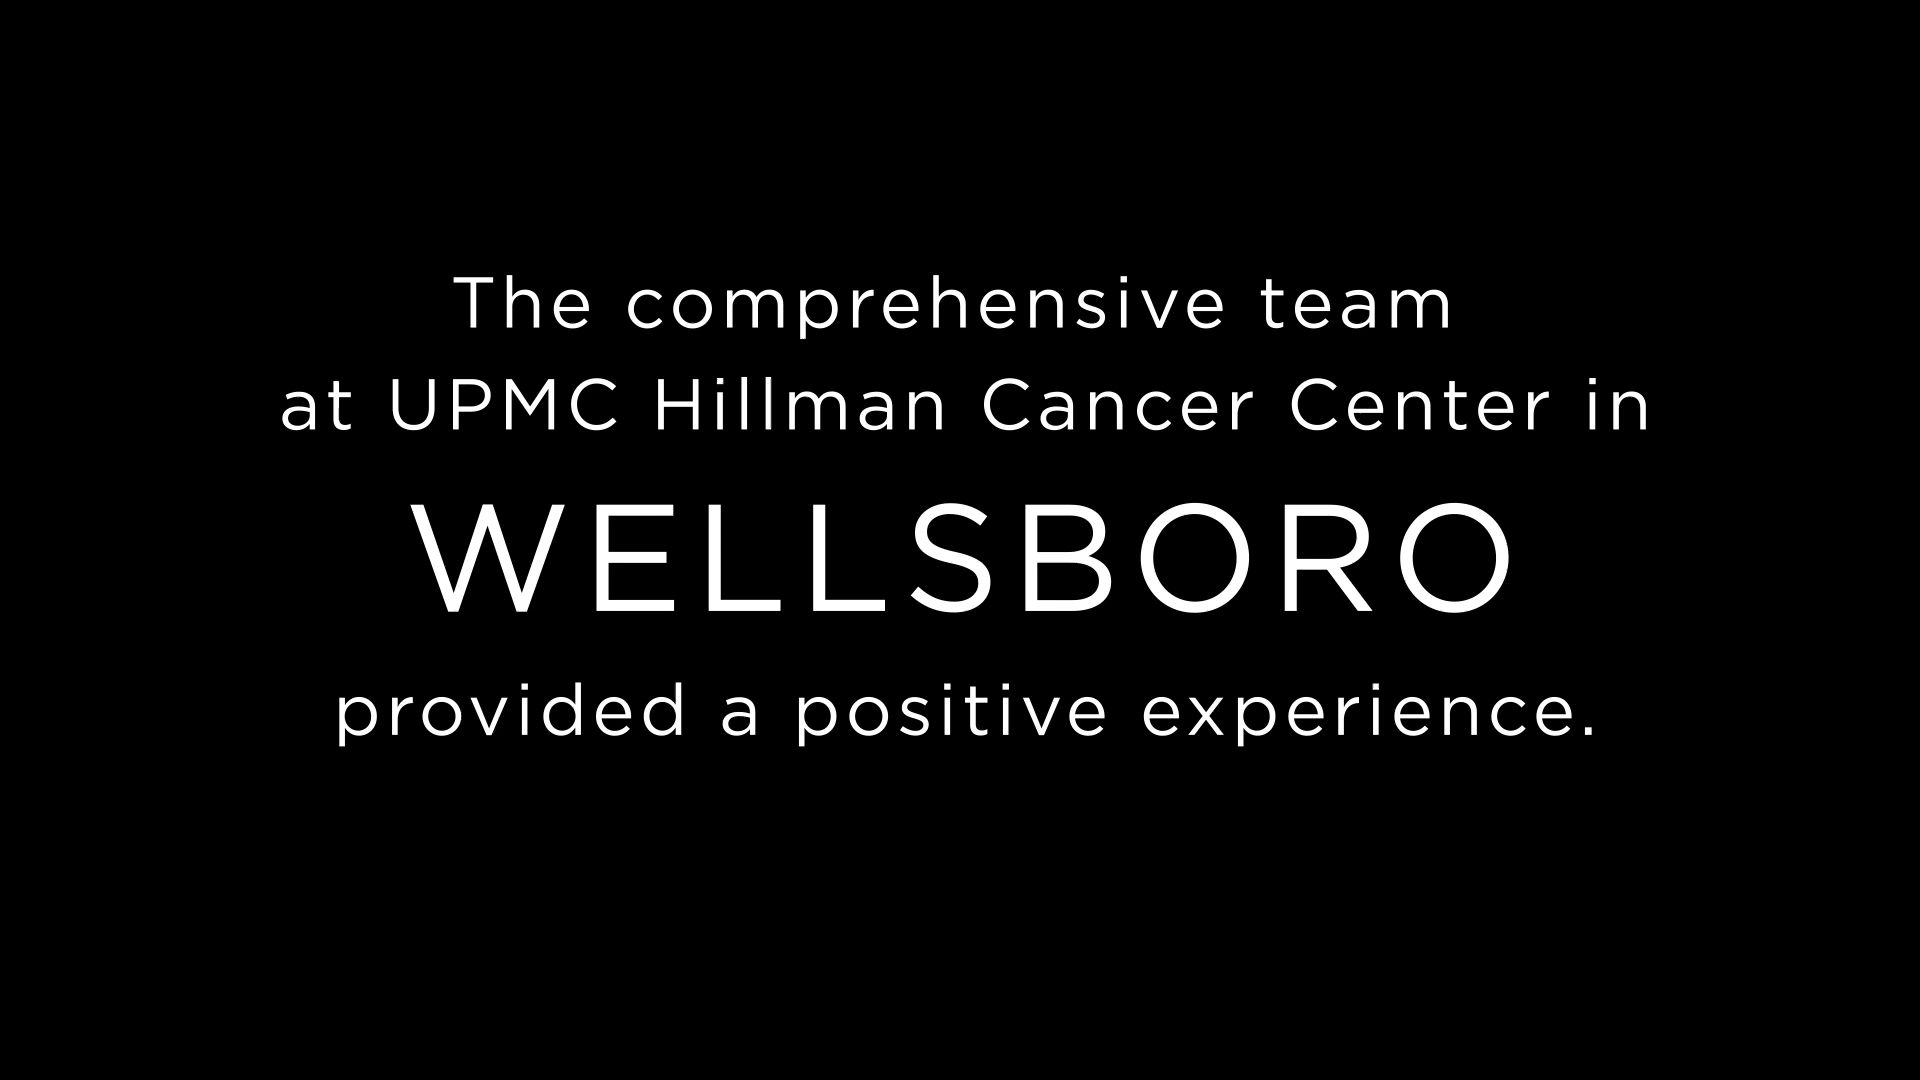 The comprehensive team
at UPMC Hillman Cancer Center in
WELLSBORO
provided a positive experience.